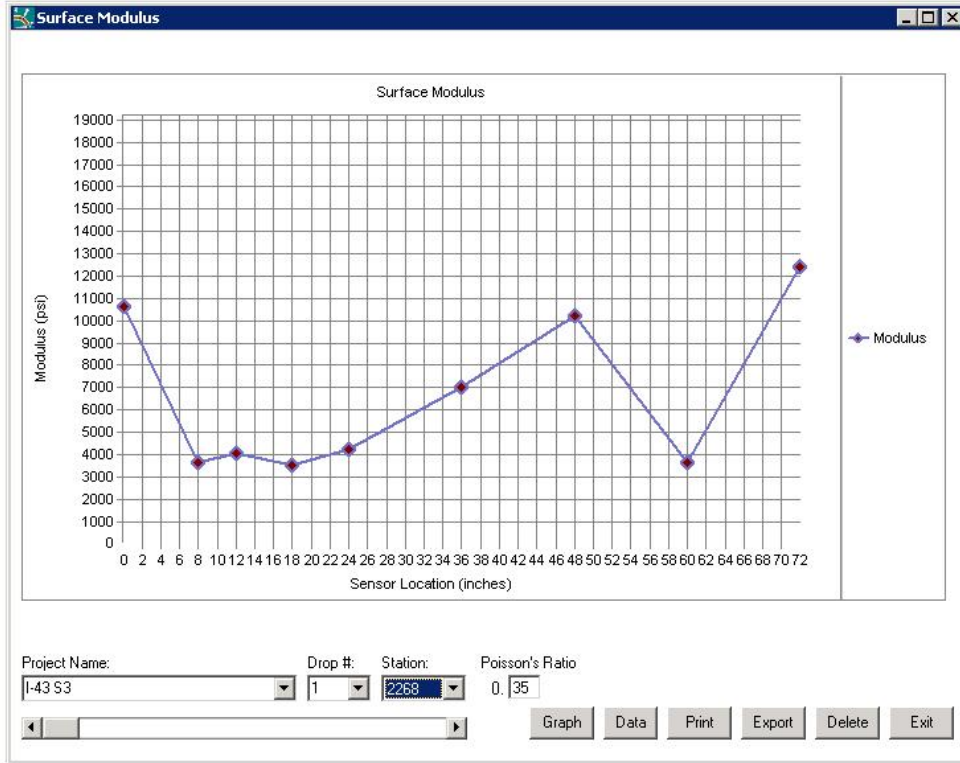 Surface Modulus
Surface Modulus
19000
18000
17000
16000
15000
14000
13000
12000
11000
10000
9000
8000
7000
6000
5000
4000
3000
2000
1000
0
Modulus (psi)
0 2 4 6 8 10 12 14 16 18 20 22 24 26 28 30 32 34 36 38 40 42 44 46 48 50 52 54 56 58 60 62 64 66 68 70 72
Sensor Location (inches)
Modulus
Project Name: Drop #: Station: Poisson's Ratio
I-43 S3 1 2268 0. 35
Graph Data Print Export Delete Exit